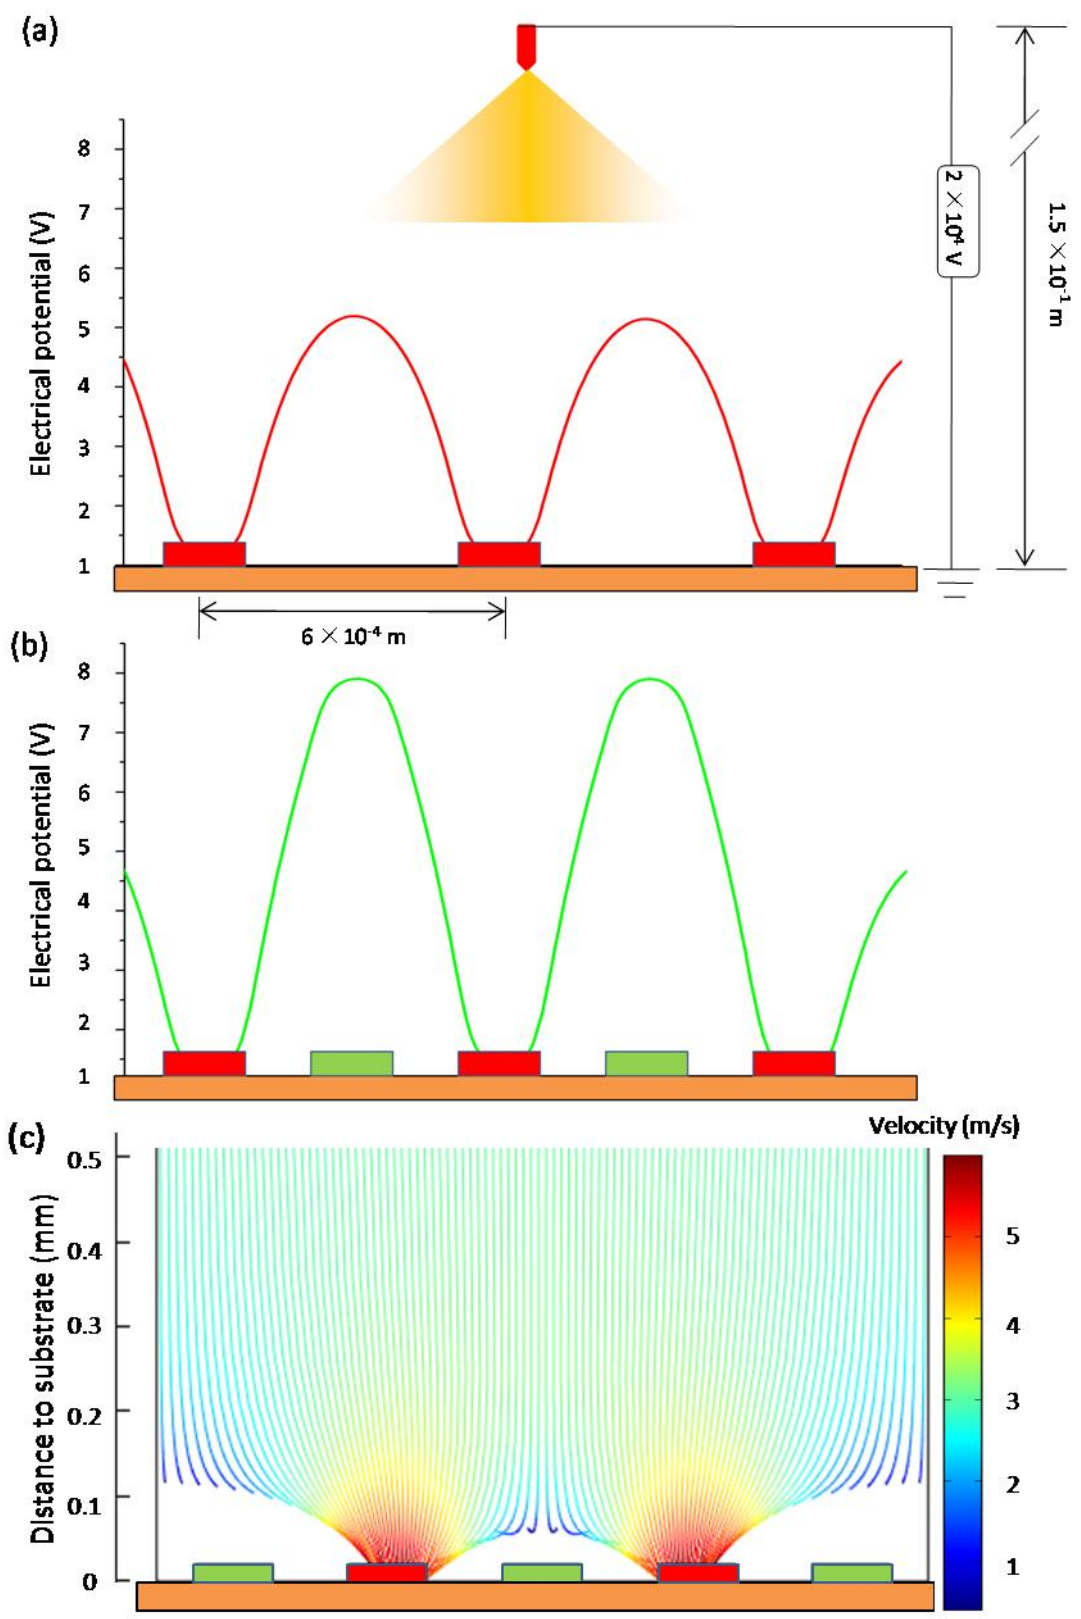 (a)
8
7
6
5
4
3
2
1
Electrical potential (V)
2 × 10⁴ V
1.5 × 10⁻¹ m
6 × 10⁻⁴ m
(b)
8
7
6
5
4
3
2
1
Electrical potential (V)
(c)
Velocity (m/s)
0.5
0.4
0.3
0.2
0.1
0
Distance to substrate (mm)
5
4
3
2
1